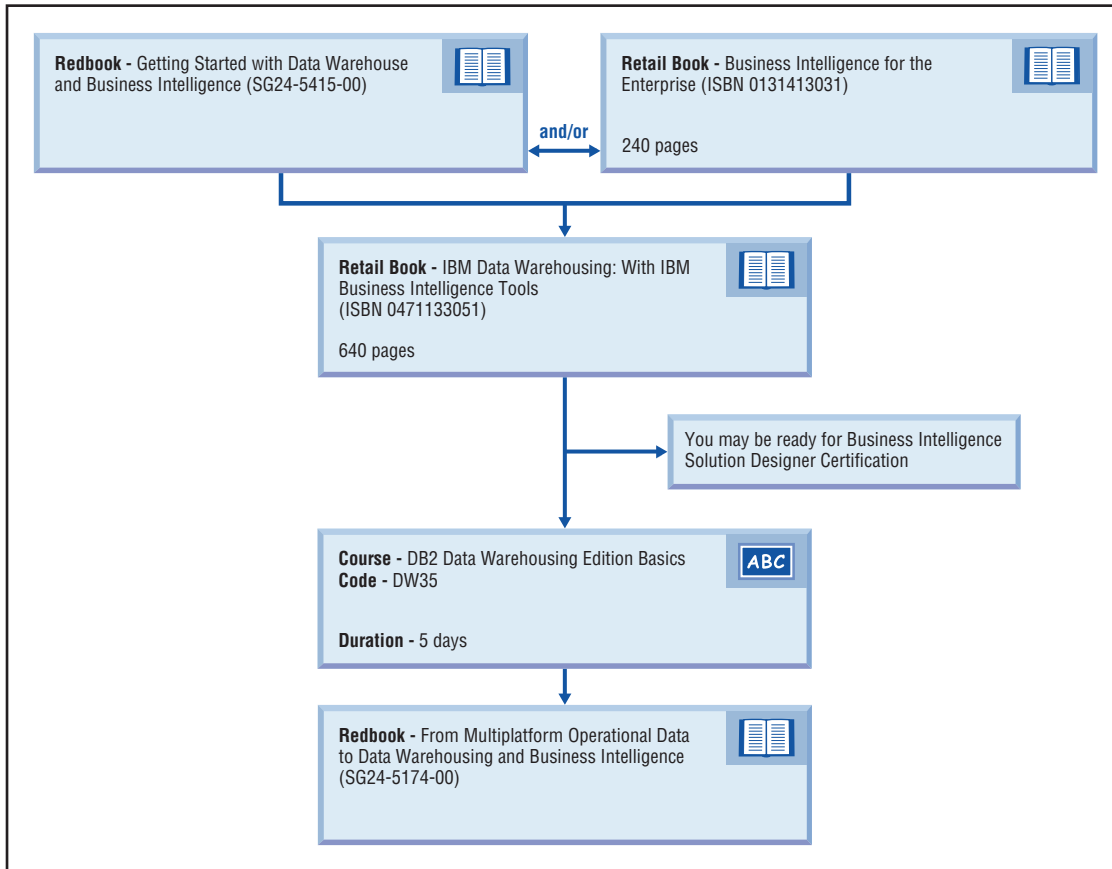 Redbook - Getting Started with Data Warehouse
and Business Intelligence (SG24-5415-00)
and/or
Retail Book - Business Intelligence for the
Enterprise (ISBN 0131413031)
240 pages
Retail Book - IBM Data Warehousing: With IBM
Business Intelligence Tools
(ISBN 0471133051)
640 pages
You may be ready for Business Intelligence
Solution Designer Certification
Course - DB2 Data Warehousing Edition Basics
Code - DW35
ABC
Duration - 5 days
Redbook - From Multiplatform Operational Data
to Data Warehousing and Business Intelligence
(SG24-5174-00)